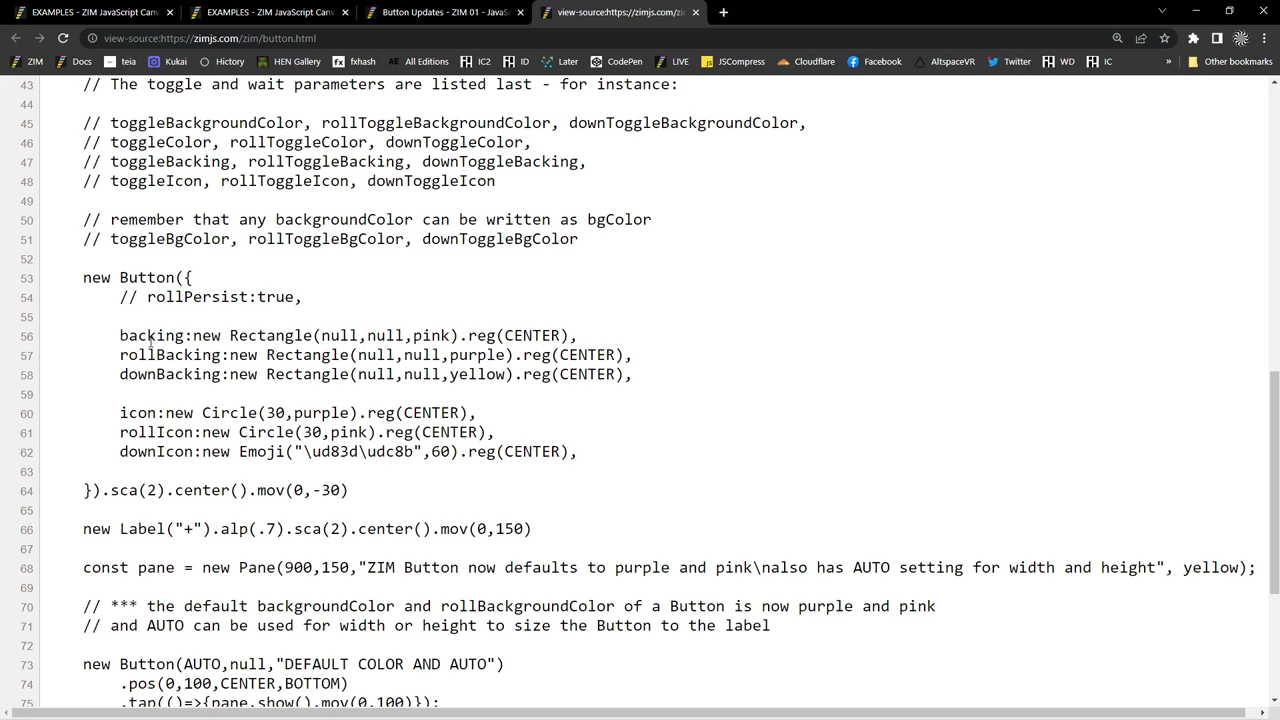 EXAMPLES - ZIM JavaScript Canv
EXAMPLES - ZIM JavaScript Canv
Button Updates - ZIM 01 - JavaS
view-source:https://zimjs.com/zi
view-source:https://zimjs.com/zim/button.html
ZIM Docs teia Kukai Hictory HEN Gallery fxhash All Editions IC2 ID Later CodePen LIVE JSCompress Cloudflare Facebook AltspaceVR Twitter WD IC » Other bookmarks
43 // The toggle and wait parameters are listed last - for instance:
44
45 // toggleBackgroundColor, rollToggleBackgroundColor, downToggleBackgroundColor,
46 // toggleColor, rollToggleColor, downToggleColor,
47 // toggleBacking, rollToggleBacking, downToggleBacking,
48 // toggleIcon, rollToggleIcon, downToggleIcon
49
50 // remember that any backgroundColor can be written as bgColor
51 // toggleBgColor, rollToggleBgColor, downToggleBgColor
52
53 new Button({
54 // rollPersist:true,
55
56 backing:new Rectangle(null,null,pink).reg(CENTER),
57 rollBacking:new Rectangle(null,null,purple).reg(CENTER),
58 downBacking:new Rectangle(null,null,yellow).reg(CENTER),
59
60 icon:new Circle(30,purple).reg(CENTER),
61 rollIcon:new Circle(30,pink).reg(CENTER),
62 downIcon:new Emoji("\ud83d\udc8b",60).reg(CENTER),
63
64 }).sca(2).center().mov(0,-30)
65
66 new Label("+").alp(.7).sca(2).center().mov(0,150)
67
68 const pane = new Pane(900,150,"ZIM Button now defaults to purple and pink\nalso has AUTO setting for width and height", yellow);
69
70 // *** the default backgroundColor and rollBackgroundColor of a Button is now purple and pink
71 // and AUTO can be used for width or height to size the Button to the label
72
73 new Button(AUTO,null,"DEFAULT COLOR AND AUTO")
74 .pos(0,100,CENTER,BOTTOM)
75 .tap(()=>{pane.show().mov(0,100)});